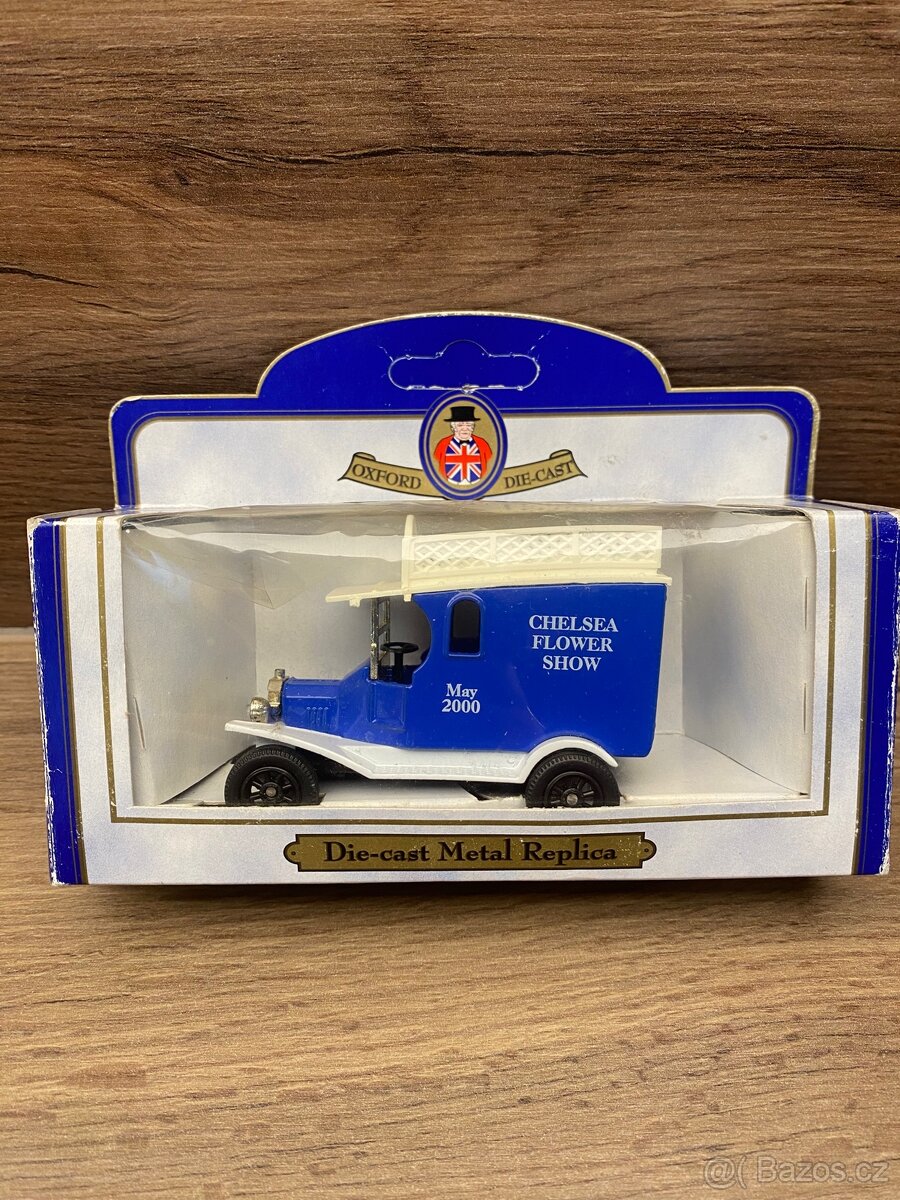 OXFORD DIE-CAST
CHELSEA
FLOWER
SHOW
May
2000
Die-cast Metal Replica
@( Bazos.cz